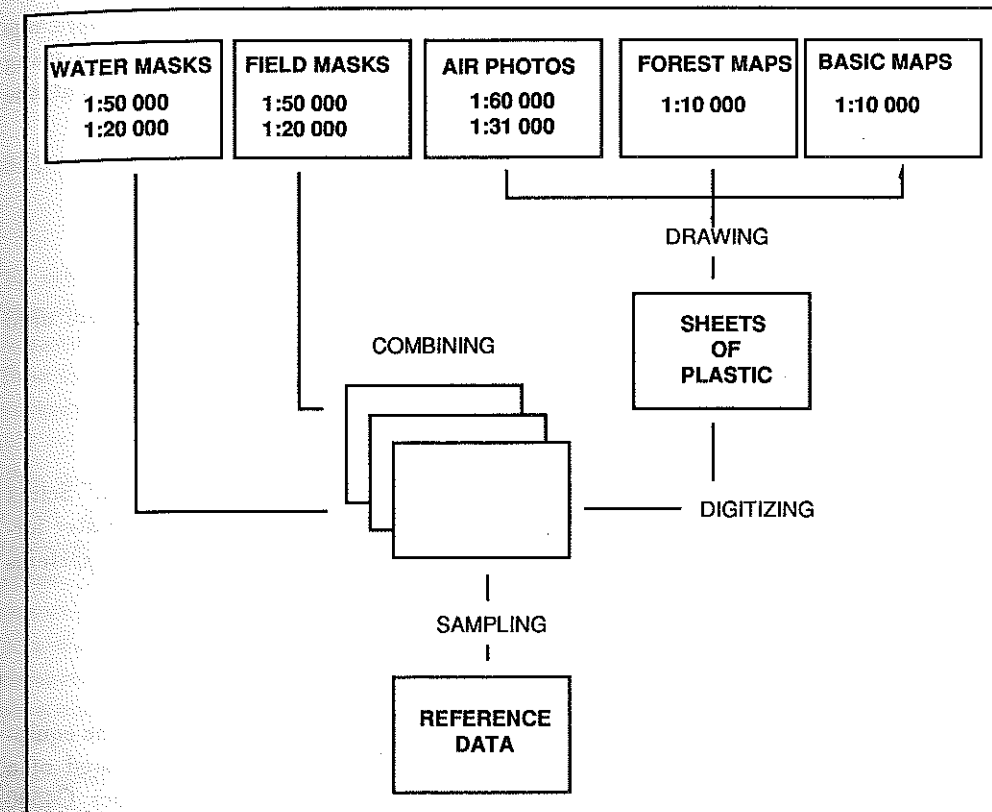 WATER MASKS
1:50 000
1:20 000
FIELD MASKS
1:50 000
1:20 000
AIR PHOTOS
1:60 000
1:31 000
FOREST MAPS
1:10 000
BASIC MAPS
1:10 000
DRAWING
SHEETS
OF
PLASTIC
COMBINING
DIGITIZING
SAMPLING
REFERENCE
DATA